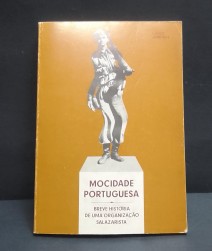 MOCIDADE
PORTUGUESA
BREVE HISTÓRIA
DE UMA ORGANIZAÇÃO
SALAZARISTA